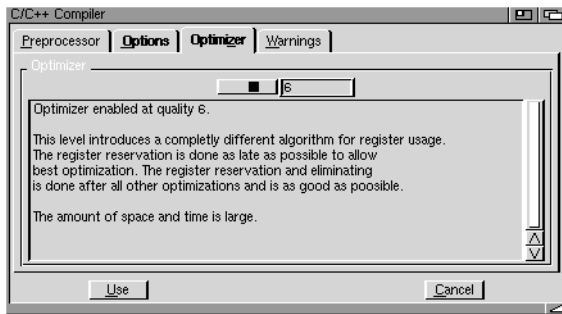 C/C++ Compiler
Preprocessor Options Optimizer Warnings
Optimizer
6
Optimizer enabled at quality 6.
This level introduces a completly different algorithm for register usage.
The register reservation is done as late as possible to allow
best optimization. The register reservation and eliminating
is done after all other optimizations and is as good as poosible.
The amount of space and time is large.
Use Cancel